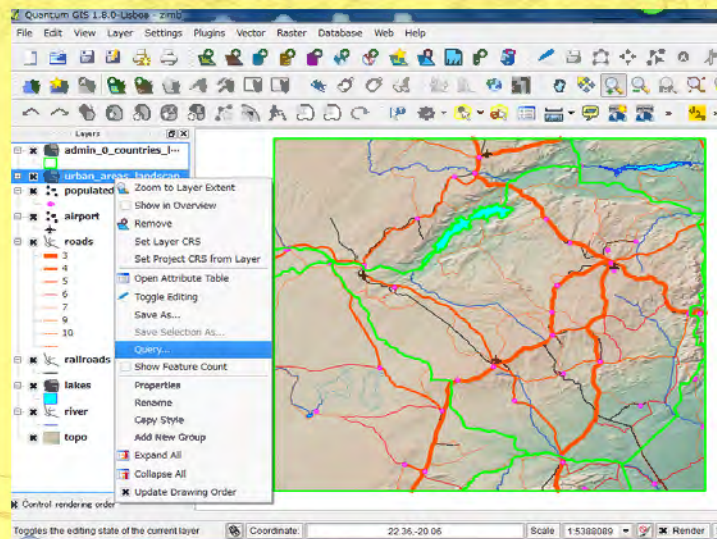 Quantum GIS 1.8.0-Lisboa - zimb
File Edit View Layer Settings Plugins Vector Raster Database Web Help
Layers
admin_0_countries_l...
urban_areas_landscan
populated
airport
roads
3
4
5
6
7
9
10
railroads
lakes
river
topo
Zoom to Layer Extent
Show in Overview
Remove
Set Layer CRS
Set Project CRS from Layer
Open Attribute Table
Toggle Editing
Save As...
Save Selection As...
Query...
Show Feature Count
Properties
Rename
Copy Style
Add New Group
Expand All
Collapse All
Update Drawing Order
Control rendering order
Toggles the editing state of the current layer
Coordinate: 22.36,-20.06
Scale 1:5388089
Render